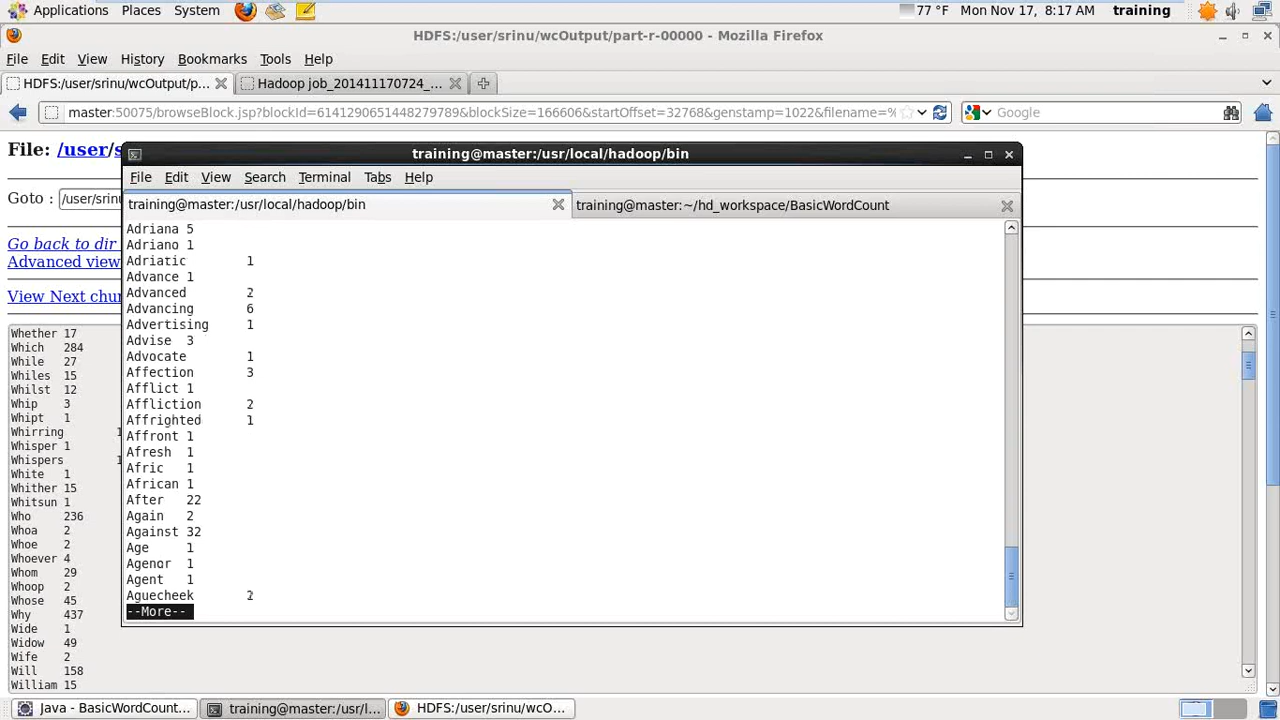 Applications Places System 77 °F Mon Nov 17, 8:17 AM training
HDFS:/user/srinu/wcOutput/part-r-00000 - Mozilla Firefox
File Edit View History Bookmarks Tools Help
HDFS:/user/srinu/wcOutput/p... Hadoop job_201411170724_...
master:50075/browseBlock.jsp?blockId=6141290651448279789&blockSize=166606&startOffset=32768&genstamp=1022&filename=% Google
File: /user/s
Goto : /user/srinu
Go back to dir
Advanced view
View Next chun
Whether 17
Which 284
While 27
Whiles 15
Whilst 12
Whip 3
Whipt 1
Whirring 1
Whisper 1
Whispers 1
White 1
Whither 15
Whitsun 1
Who 236
Whoa 2
Whoe 2
Whoever 4
Whom 29
Whoop 2
Whose 45
Why 437
Wide 1
Widow 49
Wife 2
Will 158
William 15
training@master:/usr/local/hadoop/bin
File Edit View Search Terminal Tabs Help
training@master:/usr/local/hadoop/bin training@master:~/hd_workspace/BasicWordCount
Adriana 5
Adriano 1
Adriatic 1
Advance 1
Advanced 2
Advancing 6
Advertising 1
Advise 3
Advocate 1
Affection 3
Afflict 1
Affliction 2
Affrighted 1
Affront 1
Afresh 1
Afric 1
African 1
After 22
Again 2
Against 32
Age 1
Agenor 1
Agent 1
Aguecheek 2
--More--
Java - BasicWordCount... training@master:/usr/l... HDFS:/user/srinu/wcO...